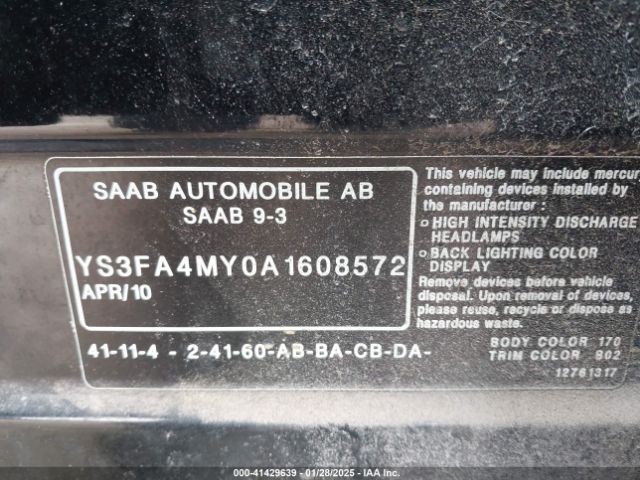 SAAB AUTOMOBILE AB
SAAB 9-3
YS3FA4MY0A1608572
APR/10
41-11-4 - 2-41-60-AB-BA-CB-DA-
This vehicle may include mercur
containing devices installed by
the manufacturer :
o HIGH INTENSITY DISCHARGE
HEADLAMPS
o BACK LIGHTING COLOR
DISPLAY
Remove devices before vehicle
disposal. Upon removal of devices,
please reuse, recycle or dispose as
hazardous waste.
BODY COLOR 170
TRIM COLOR B02
12761317
000-41429639 - 01/28/2025 - IAA Inc.